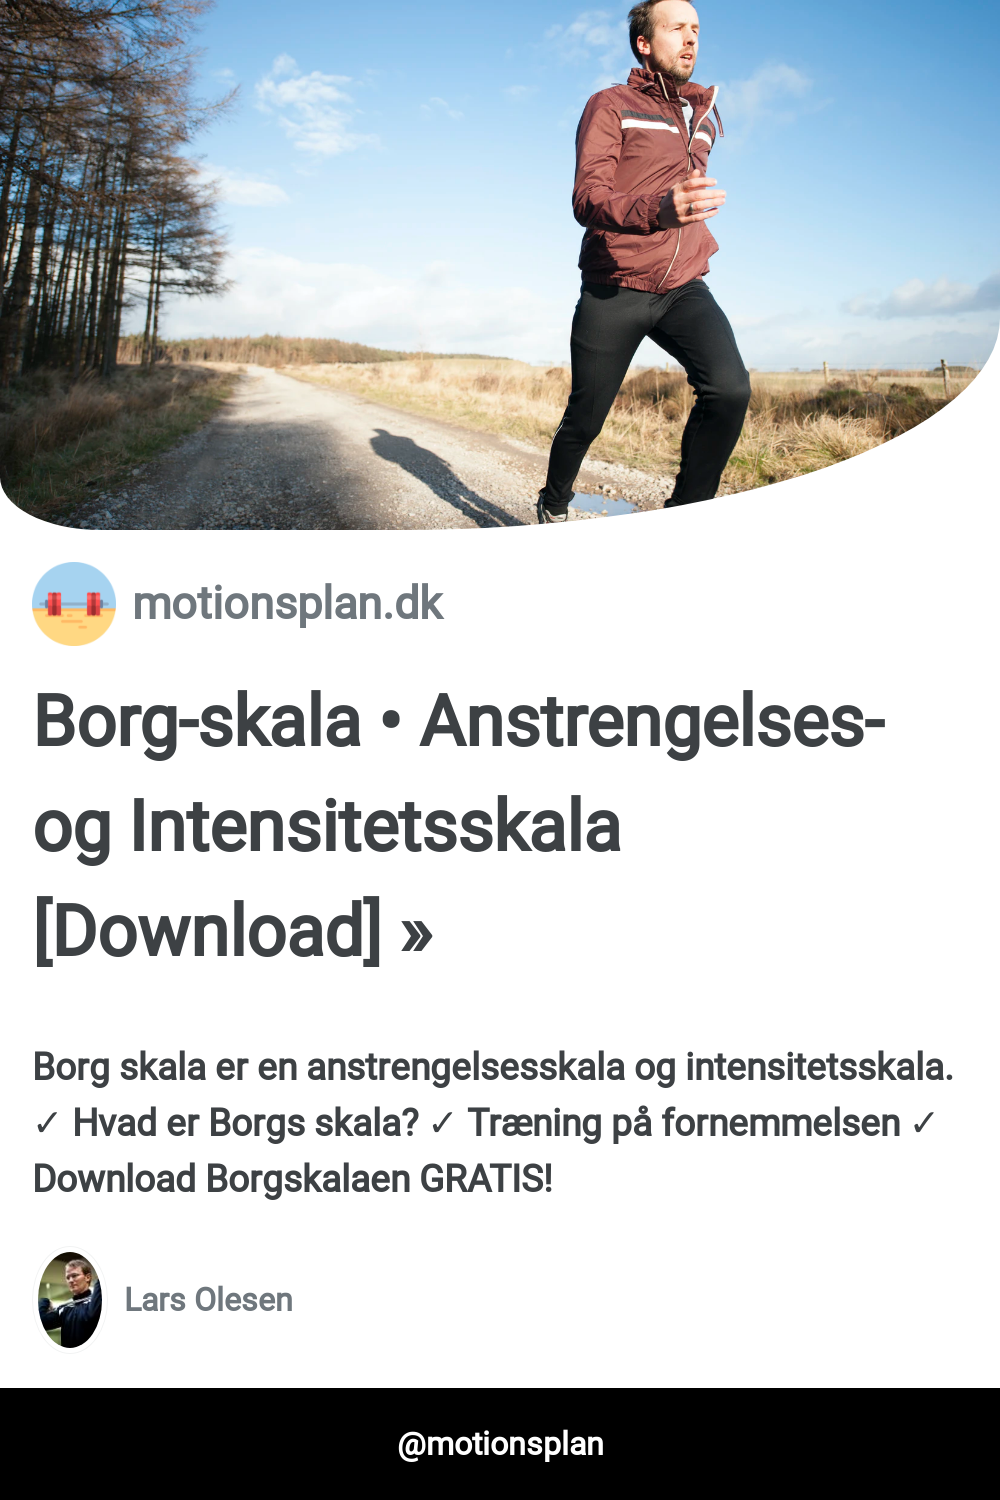 motionsplan.dk
Borg-skala • Anstrengelses-
og Intensitetsskala
[Download] »
Borg skala er en anstrengelsesskala og intensitetsskala.
✓ Hvad er Borgs skala? ✓ Træning på fornemmelsen ✓
Download Borgskalaen GRATIS!
Lars Olesen
@motionsplan